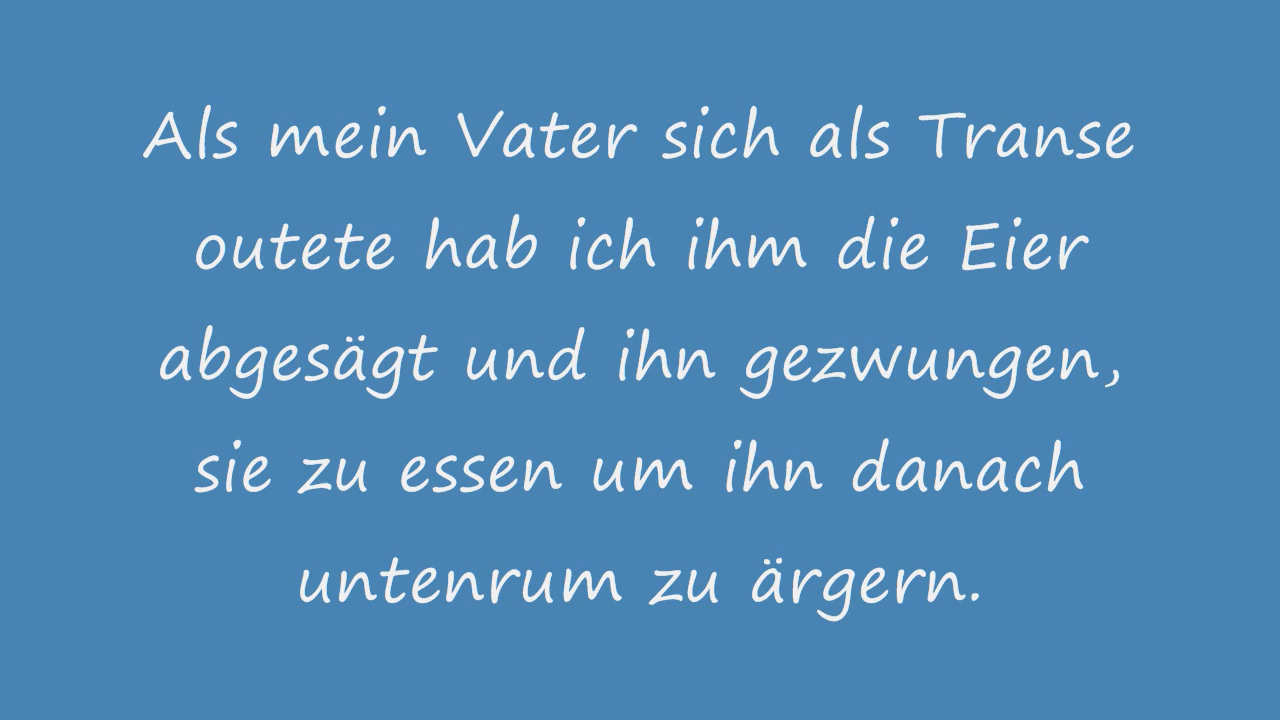 Als mein Vater sich als Transe
outete hab ich ihm die Eier
abgesägt und ihn gezwungen,
sie zu essen um ihn danach
untenrum zu ärgern.